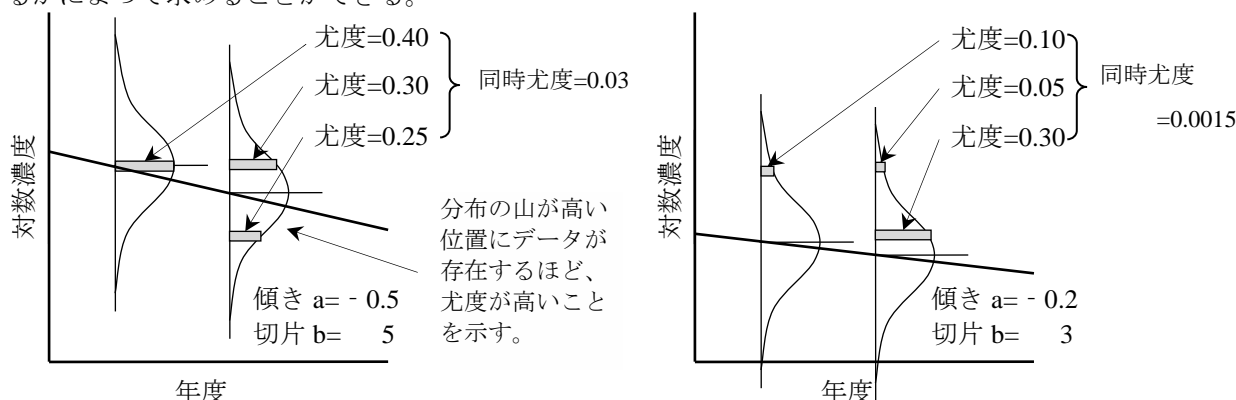 るかによって求めることができる。
尤度=0.40
尤度=0.30
尤度=0.25
同時尤度=0.03
対数濃度
分布の山が高い
位置にデータが
存在するほど、
尤度が高いこと
を示す。
傾き a=‐0.5
切片 b= 5
年度
尤度=0.10
尤度=0.05
尤度=0.30
同時尤度
=0.0015
対数濃度
傾き a=‐0.2
切片 b= 3
年度